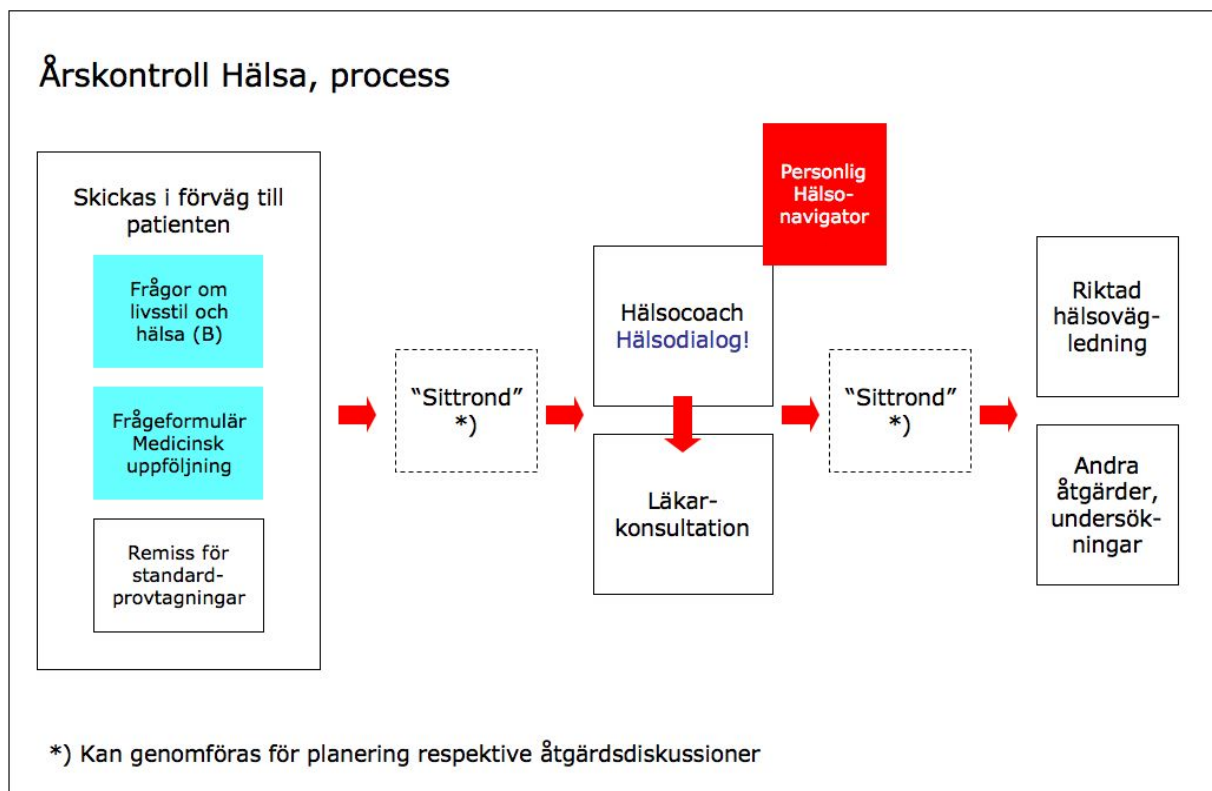 Årskontroll Hälsa, process
Skickas i förväg till
patienten
Frågor om
livsstil och
hälsa (B)
Frågeformulär
Medicinsk
uppföljning
Remiss för
standard-
provtagningar
“Sittrond”
*)
Personlig
Hälso-
navigator
Hälsocoach
Hälsodialog!
Läkar-
konsultation
“Sittrond”
*)
Riktad
hälsoväg-
ledning
Andra
åtgärder,
undersök-
ningar
*) Kan genomföras för planering respektive åtgärdsdiskussioner